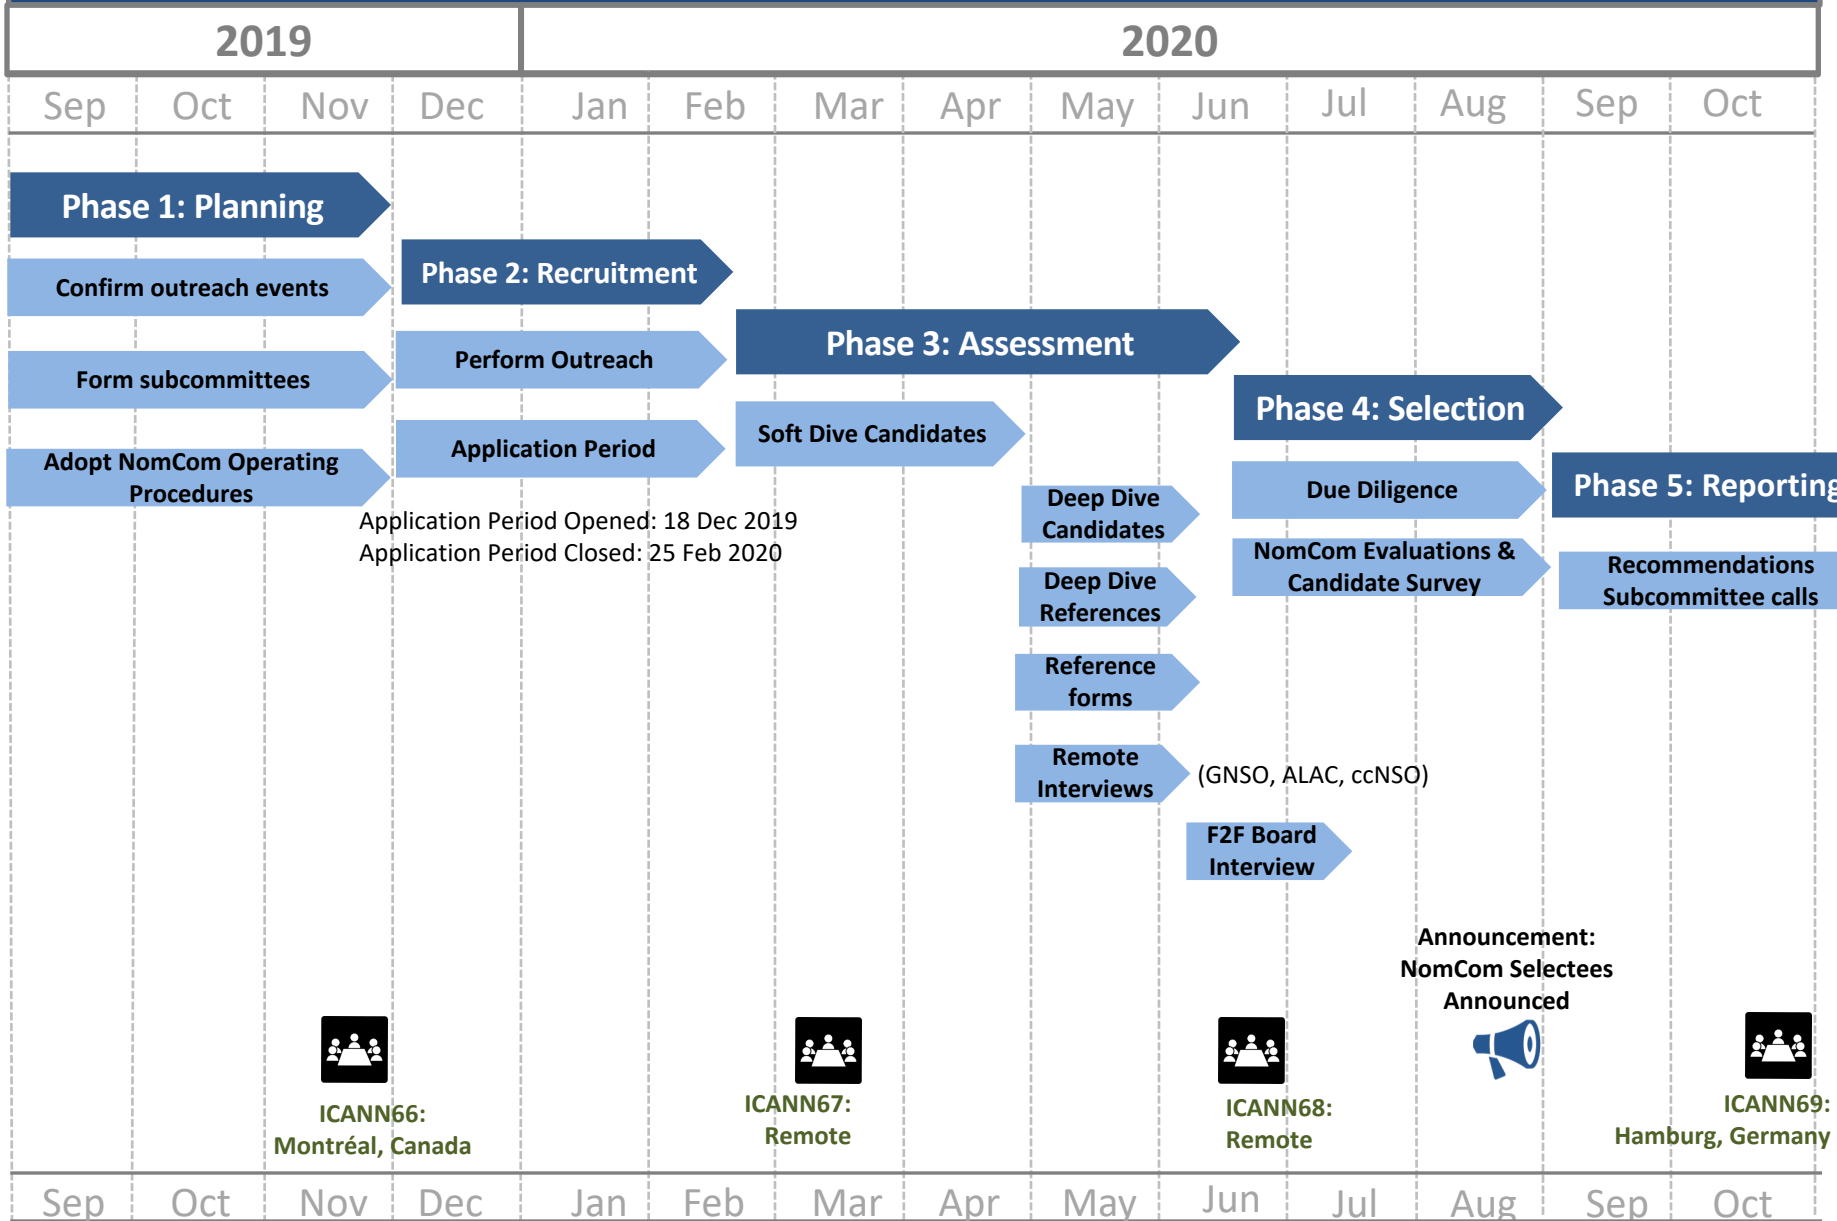 2019
2020
Sep Oct Nov Dec Jan Feb Mar Apr May Jun Jul Aug Sep Oct
Phase 1: Planning
Confirm outreach events
Form subcommittees
Adopt NomCom Operating
Procedures
Phase 2: Recruitment
Perform Outreach
Application Period
Application Period Opened: 18 Dec 2019
Application Period Closed: 25 Feb 2020
Phase 3: Assessment
Soft Dive Candidates
Deep Dive
Candidates
Deep Dive
References
Reference
forms
Remote
Interviews
(GNSO, ALAC, ccNSO)
F2F Board
Interview
Phase 4: Selection
Due Diligence
NomCom Evaluations &
Candidate Survey
Phase 5: Reporting
Recommendations
Subcommittee calls
Announcement:
NomCom Selectees
Announced
ICANN66:
Montréal, Canada
ICANN67:
Remote
ICANN68:
Remote
ICANN69:
Hamburg, Germany
Sep Oct Nov Dec Jan Feb Mar Apr May Jun Jul Aug Sep Oct